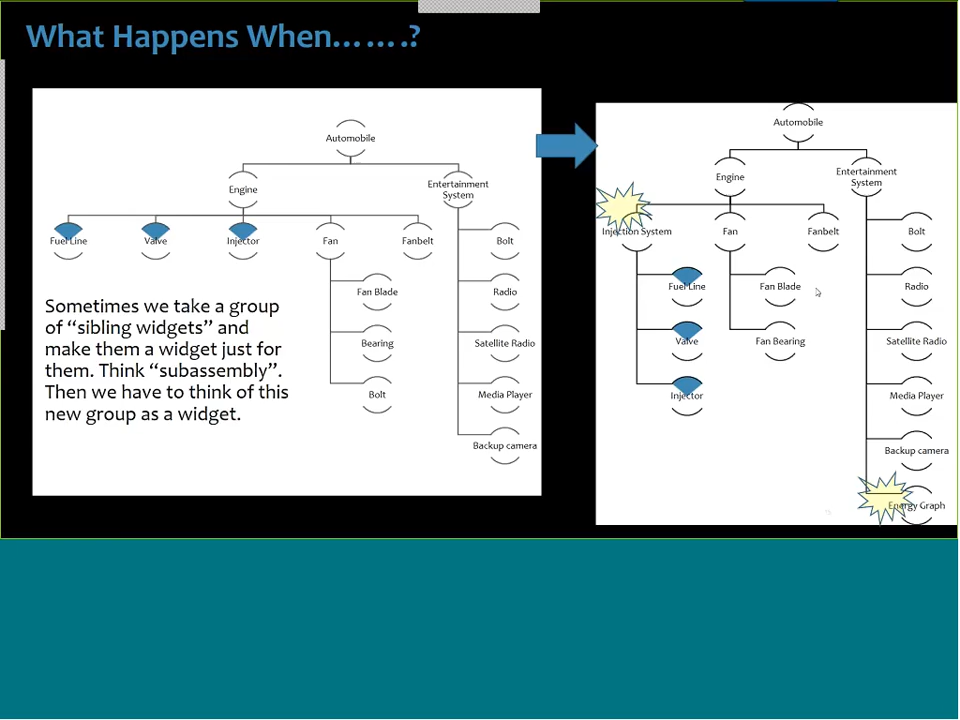 What Happens When…….?
Automobile
Engine
Entertainment
System
Fuel Line
Valve
Injector
Fan
Fanbelt
Bolt
Fan Blade
Radio
Bearing
Satellite Radio
Bolt
Media Player
Backup camera
Sometimes we take a group
of “sibling widgets” and
make them a widget just for
them. Think “subassembly”.
Then we have to think of this
new group as a widget.
Automobile
Engine
Entertainment
System
Injection System
Fan
Fanbelt
Bolt
Fuel Line
Fan Blade
Radio
Valve
Fan Bearing
Satellite Radio
Injector
Media Player
Backup camera
Energy Graph